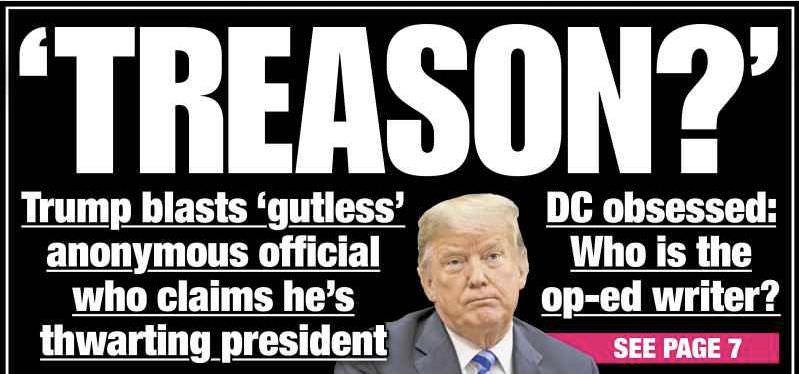 ‘TREASON?’
Trump blasts ‘gutless’
anonymous official
who claims he’s
thwarting president
DC obsessed:
Who is the
op-ed writer?
SEE PAGE 7